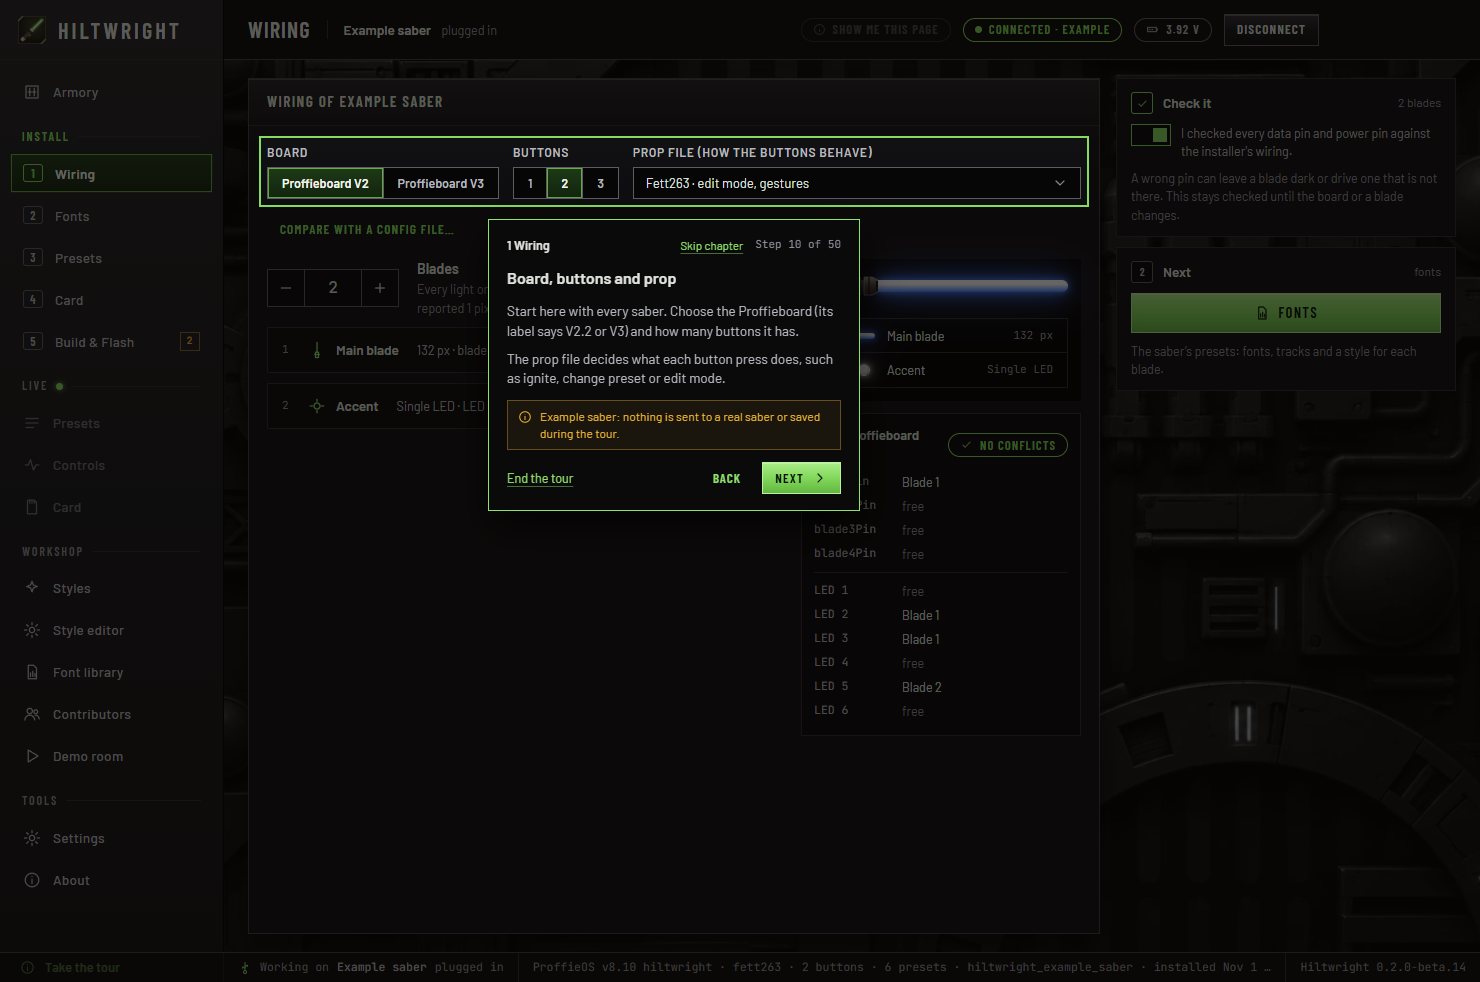 HILTWRIGHT
WIRING
Example saber plugged in
SHOW ME THIS PAGE
CONNECTED · EXAMPLE
3.92 V
DISCONNECT
Armory
INSTALL
1 Wiring
2 Fonts
3 Presets
4 Card
5 Build & Flash 2
LIVE
Presets
Controls
Card
WORKSHOP
Styles
Style editor
Font library
Contributors
Demo room
TOOLS
Settings
About
Take the tour
WIRING OF EXAMPLE SABER
BOARD
Proffieboard V2 Proffieboard V3
BUTTONS
1 2 3
PROP FILE (HOW THE BUTTONS BEHAVE)
Fett263 · edit mode, gestures
COMPARE WITH A CONFIG FILE...
− 2 +
Blades
Every light or
reported 1 pix
1 Main blade 132 px · blade
2 Accent Single LED · LED
1 Wiring
Skip chapter
Step 10 of 50
Board, buttons and prop
Start here with every saber. Choose the Proffieboard (its
label says V2.2 or V3) and how many buttons it has.
The prop file decides what each button press does, such
as ignite, change preset or edit mode.
Example saber: nothing is sent to a real saber or saved
during the tour.
End the tour
BACK
NEXT
Main blade 132 px
Accent Single LED
offieboard
NO CONFLICTS
in Blade 1
Pin free
blade3Pin free
blade4Pin free
LED 1 free
LED 2 Blade 1
LED 3 Blade 1
LED 4 free
LED 5 Blade 2
LED 6 free
Check it
2 blades
I checked every data pin and power pin against
the installer's wiring.
A wrong pin can leave a blade dark or drive one that is not
there. This stays checked until the board or a blade
changes.
2 Next
fonts
FONTS
The saber's presets: fonts, tracks and a style for each
blade.
Working on Example saber plugged in
ProffieOS v8.10 hiltwright · fett263 · 2 buttons · 6 presets · hiltwright_example_saber · installed Nov 1 …
Hiltwright 0.2.0-beta.14